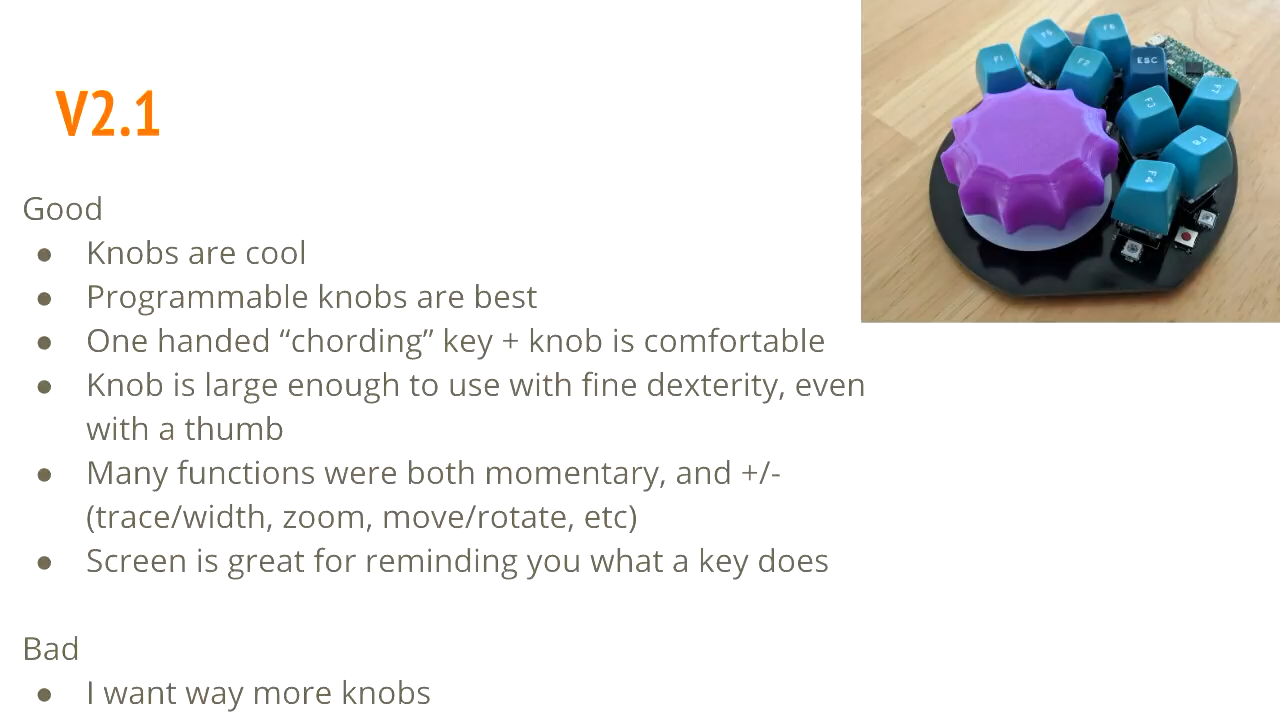 V2.1
Good
● Knobs are cool
● Programmable knobs are best
● One handed “chording” key + knob is comfortable
● Knob is large enough to use with fine dexterity, even
with a thumb
● Many functions were both momentary, and +/-
(trace/width, zoom, move/rotate, etc)
● Screen is great for reminding you what a key does
Bad
● I want way more knobs
F5
F6
F1
F2
ESC
F3
F7
F8
F4